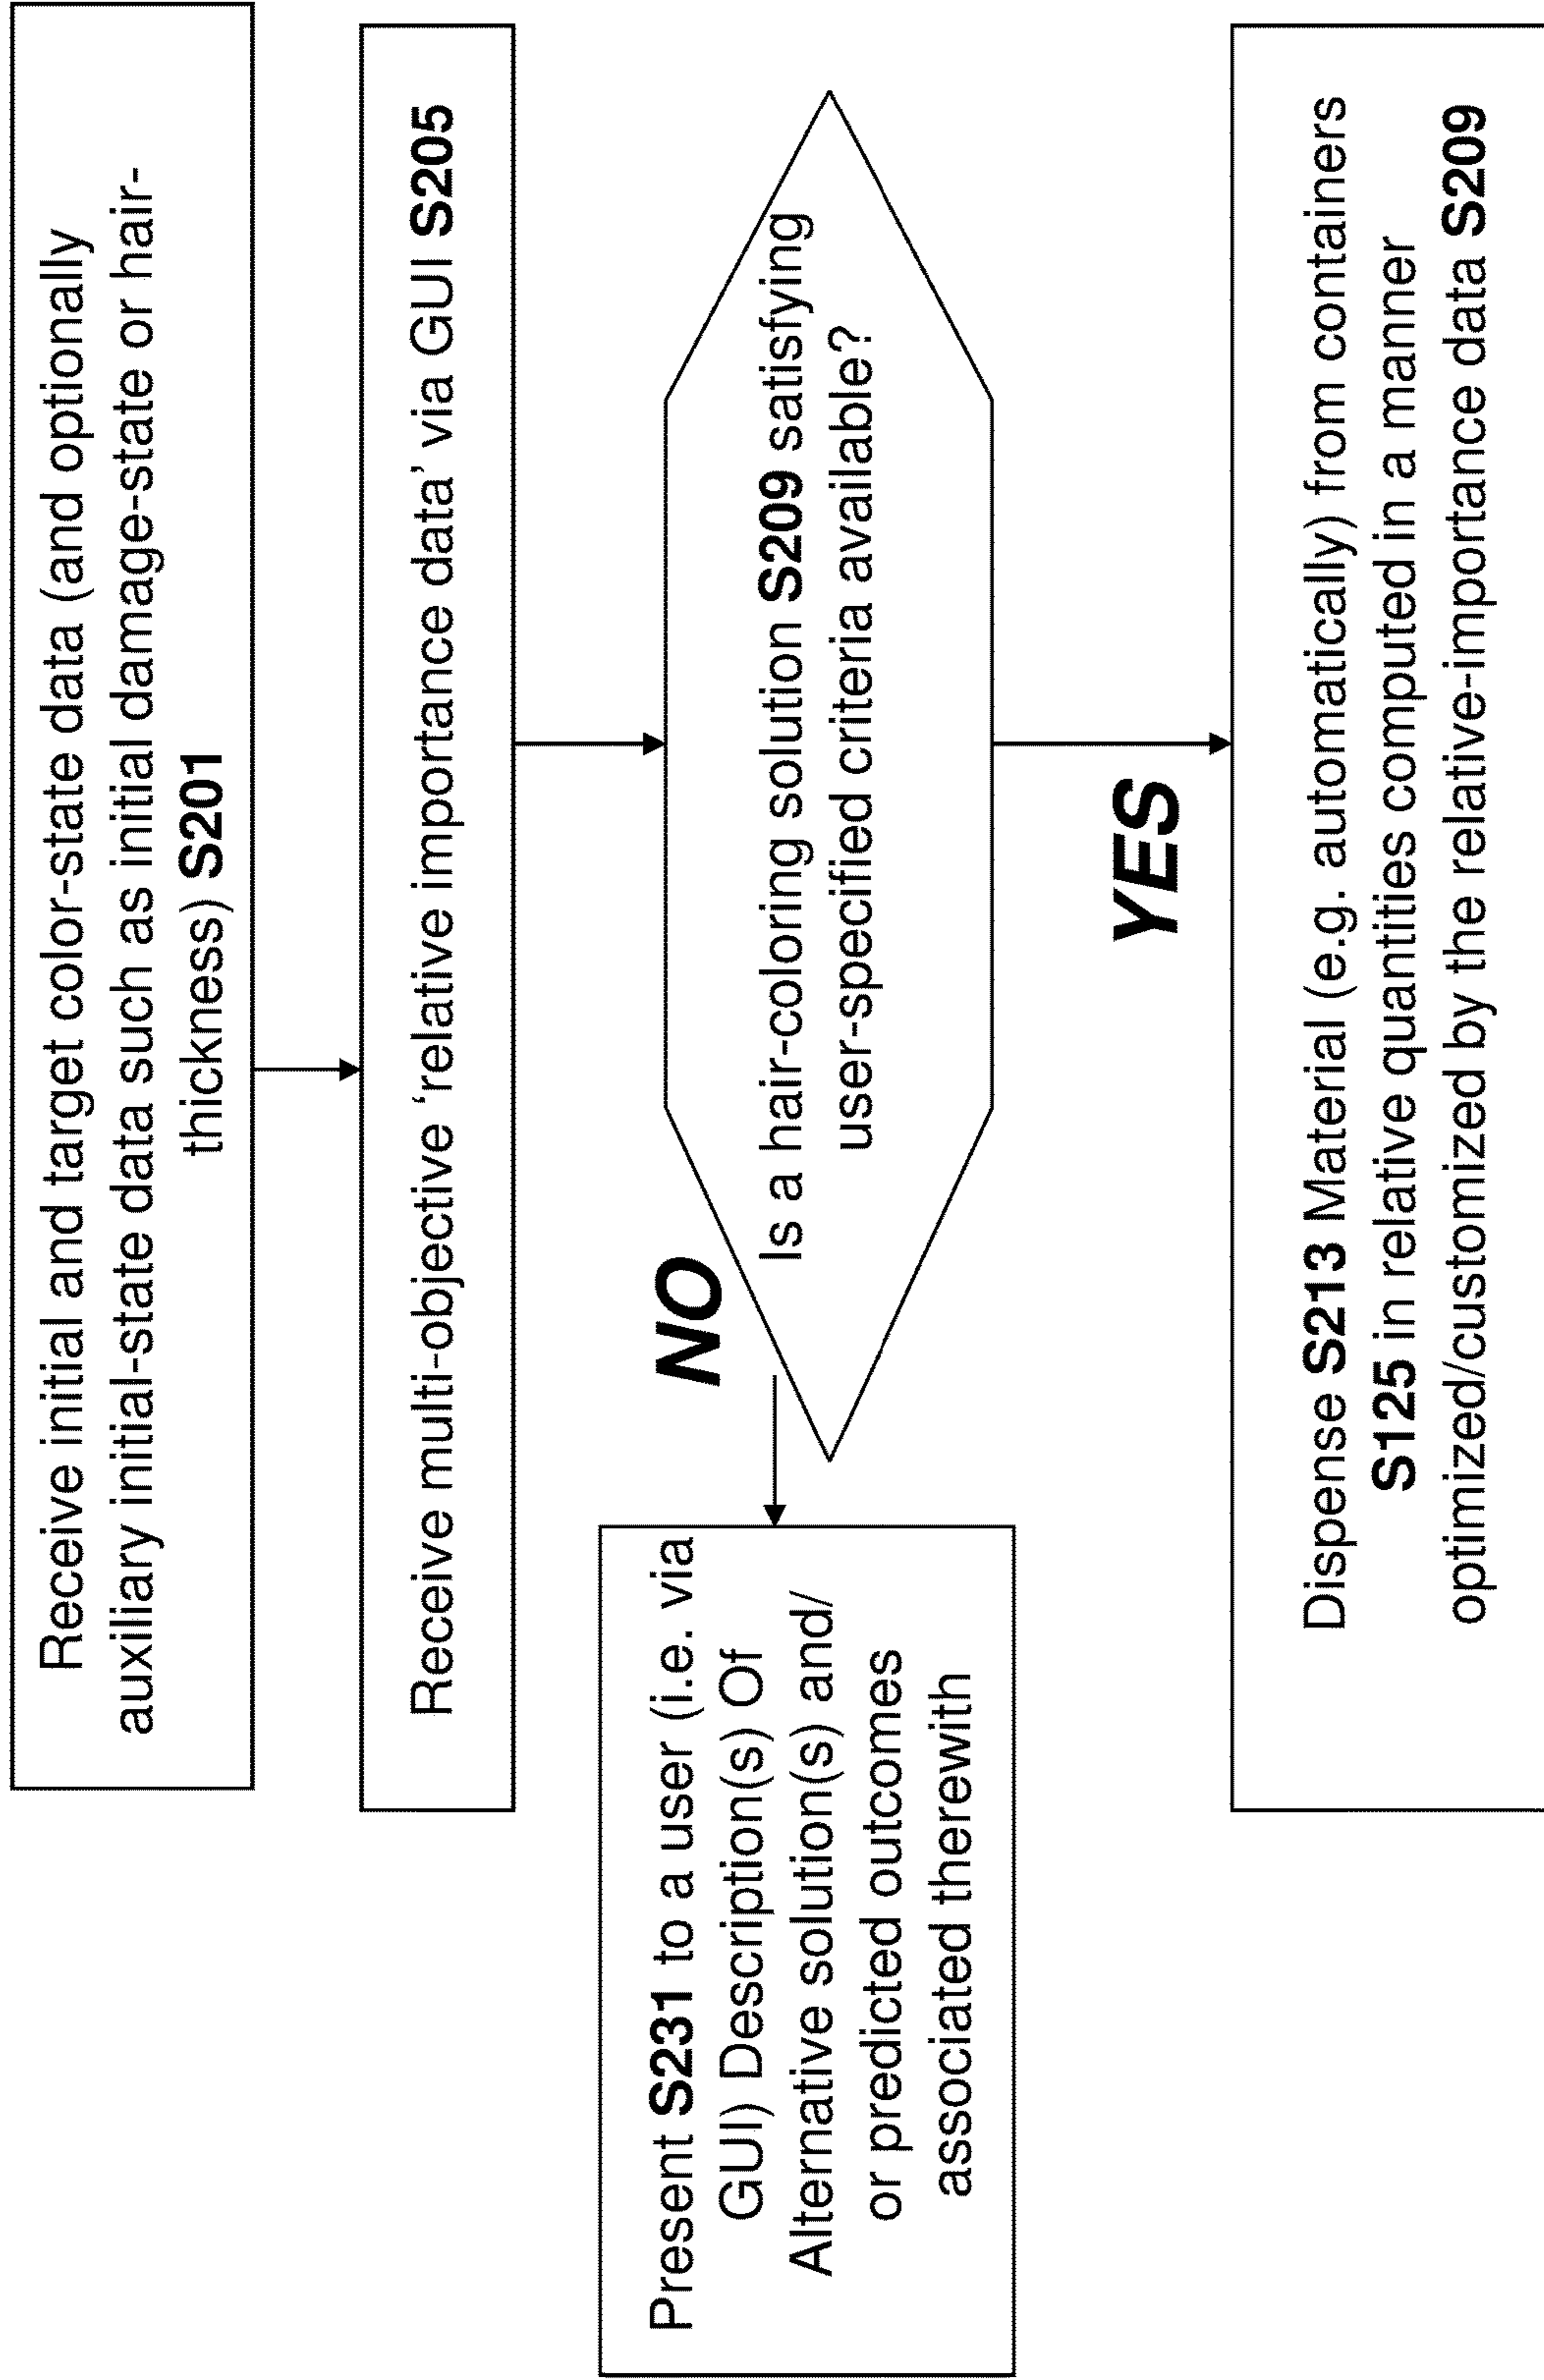 Receive initial and target color-state data (and optionally
auxiliary initial-state data such as initial damage-state or hair-
thickness) S201
Receive multi-objective ‘relative importance data’ via GUI S205
Is a hair-coloring solution S209 satisfying
user-specified criteria available?
NO
Present S231 to a user (i.e. via
GUI) Description(s) Of
Alternative solution(s) and/
or predicted outcomes
associated therewith
YES
Dispense S213 Material (e.g. automatically) from containers
S125 in relative quantities computed in a manner
optimized/customized by the relative-importance data S209